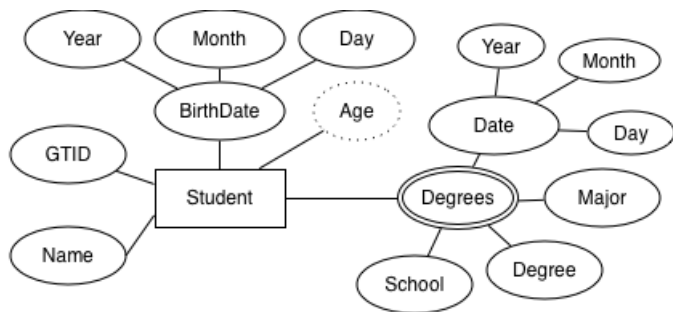 Year
Month
Day
Year
Month
BirthDate
Age
Date
Day
GTID
Student
Degrees
Major
Name
School
Degree